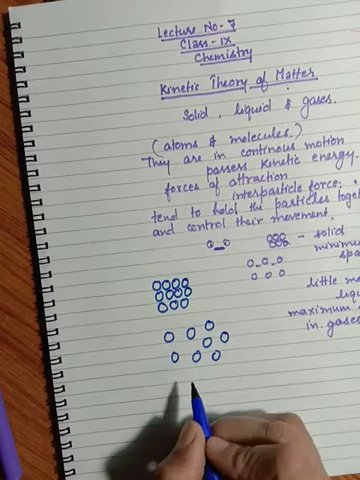 Lecture No-7
Class-IX
Chemistry
Kinetic Theory of Matter
Solid, liquid & gases.
(atoms & molecules.)
They are in continous motion
possess kinetic energy.
forces of attraction
interparticle force.
tend to hold the particles
and control their movement.
- solid
little
maximum
in gases